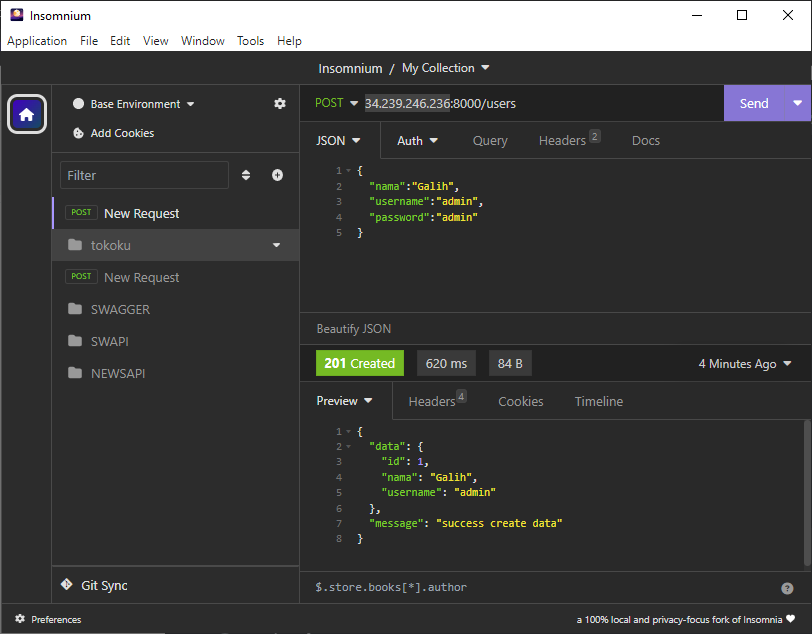 Insomnium
Application File Edit View Window Tools Help
Insomnium / My Collection
Base Environment
Add Cookies
Filter
POST New Request
tokoku
POST New Request
SWAGGER
SWAPI
NEWSAPI
Git Sync
POST 34.239.246.236:8000/users Send
JSON Auth Query Headers 2 Docs
1 {
2 "nama":"Galih",
3 "username":"admin",
4 "password":"admin"
5 }
Beautify JSON
201 Created 620 ms 84 B 4 Minutes Ago
Preview Headers 4 Cookies Timeline
1 {
2 "data": {
3 "id": 1,
4 "nama": "Galih",
5 "username": "admin"
6 },
7 "message": "success create data"
8 }
$.store.books[*].author ?
Preferences a 100% local and privacy-focus fork of Insomnia